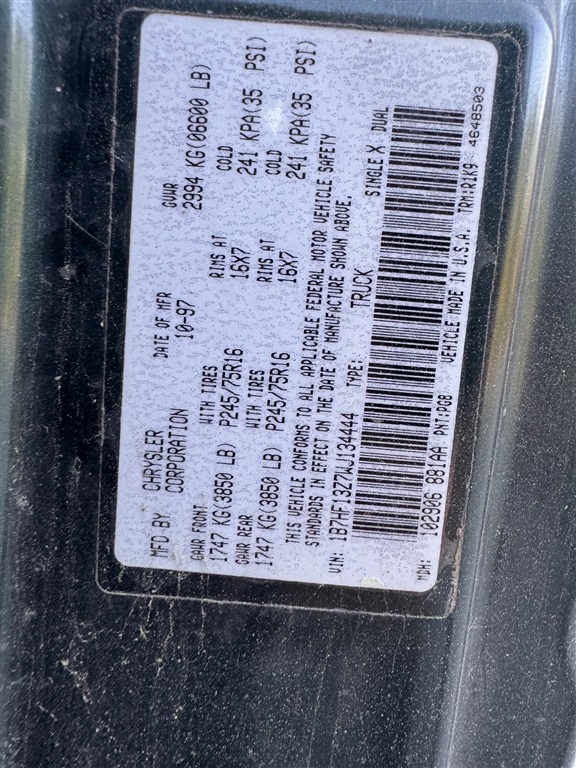 MFD BY CHRYSLER CORPORATION DATE OF MFR 10-97 GVWR 2994 KG(06600 LB)
GAWR FRONT WITH TIRES RIMS AT COLD
1747 KG(3850 LB) P245/75R16 16X7 241 KPA(35 PSI)
GAWR REAR WITH TIRES RIMS AT COLD
1747 KG(3850 LB) P245/75R16 16X7 241 KPA(35 PSI)
THIS VEHICLE CONFORMS TO ALL APPLICABLE FEDERAL MOTOR VEHICLE SAFETY
STANDARDS IN EFFECT ON THE DATE OF MANUFACTURE SHOWN ABOVE.
VIN: 1B7HF13Z7WJ134444 TYPE: TRUCK SINGLE X DUAL
MDH: 102906 881AA PNT:PG8 VEHICLE MADE IN U.S.A. TRM:R1K9 4648503